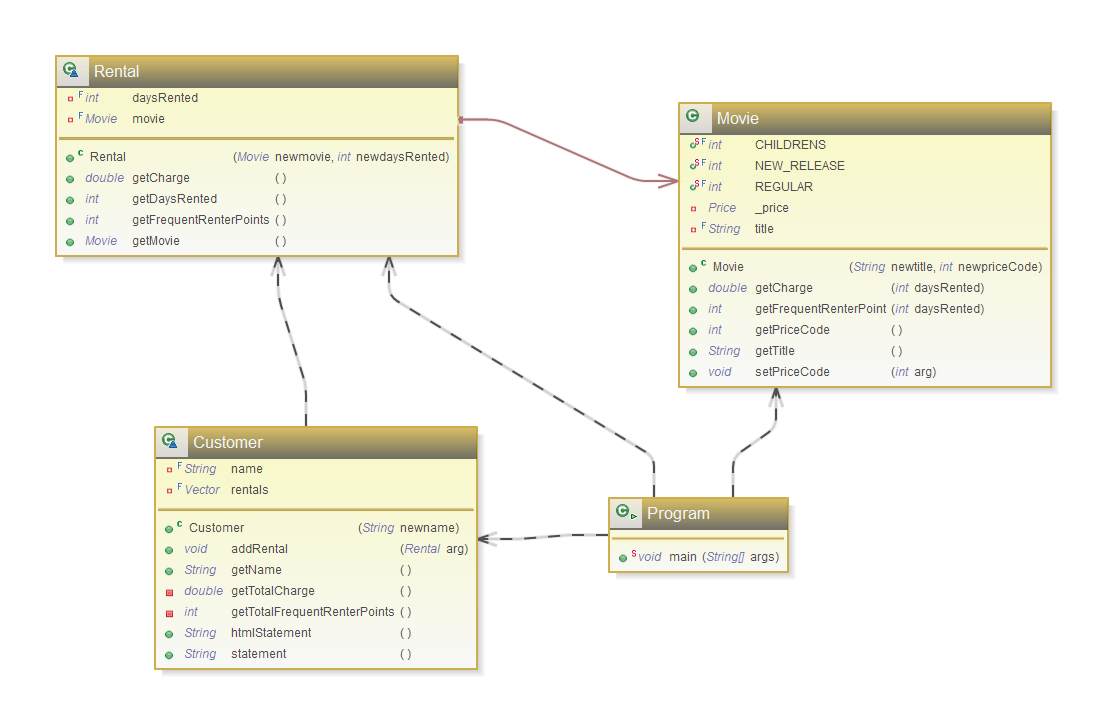 Rental
F int daysRented
F Movie movie
C Rental (Movie newmovie, int newdaysRented)
double getCharge ( )
int getDaysRented ( )
int getFrequentRenterPoints ( )
Movie getMovie ( )
Movie
S F int CHILDRENS
S F int NEW_RELEASE
S F int REGULAR
Price _price
F String title
C Movie (String newtitle, int newpriceCode)
double getCharge (int daysRented)
int getFrequentRenterPoint (int daysRented)
int getPriceCode ( )
String getTitle ( )
void setPriceCode (int arg)
Customer
F String name
F Vector rentals
C Customer (String newname)
void addRental (Rental arg)
String getName ( )
double getTotalCharge ( )
int getTotalFrequentRenterPoints ( )
String htmlStatement ( )
String statement ( )
Program
S void main (String[] args)